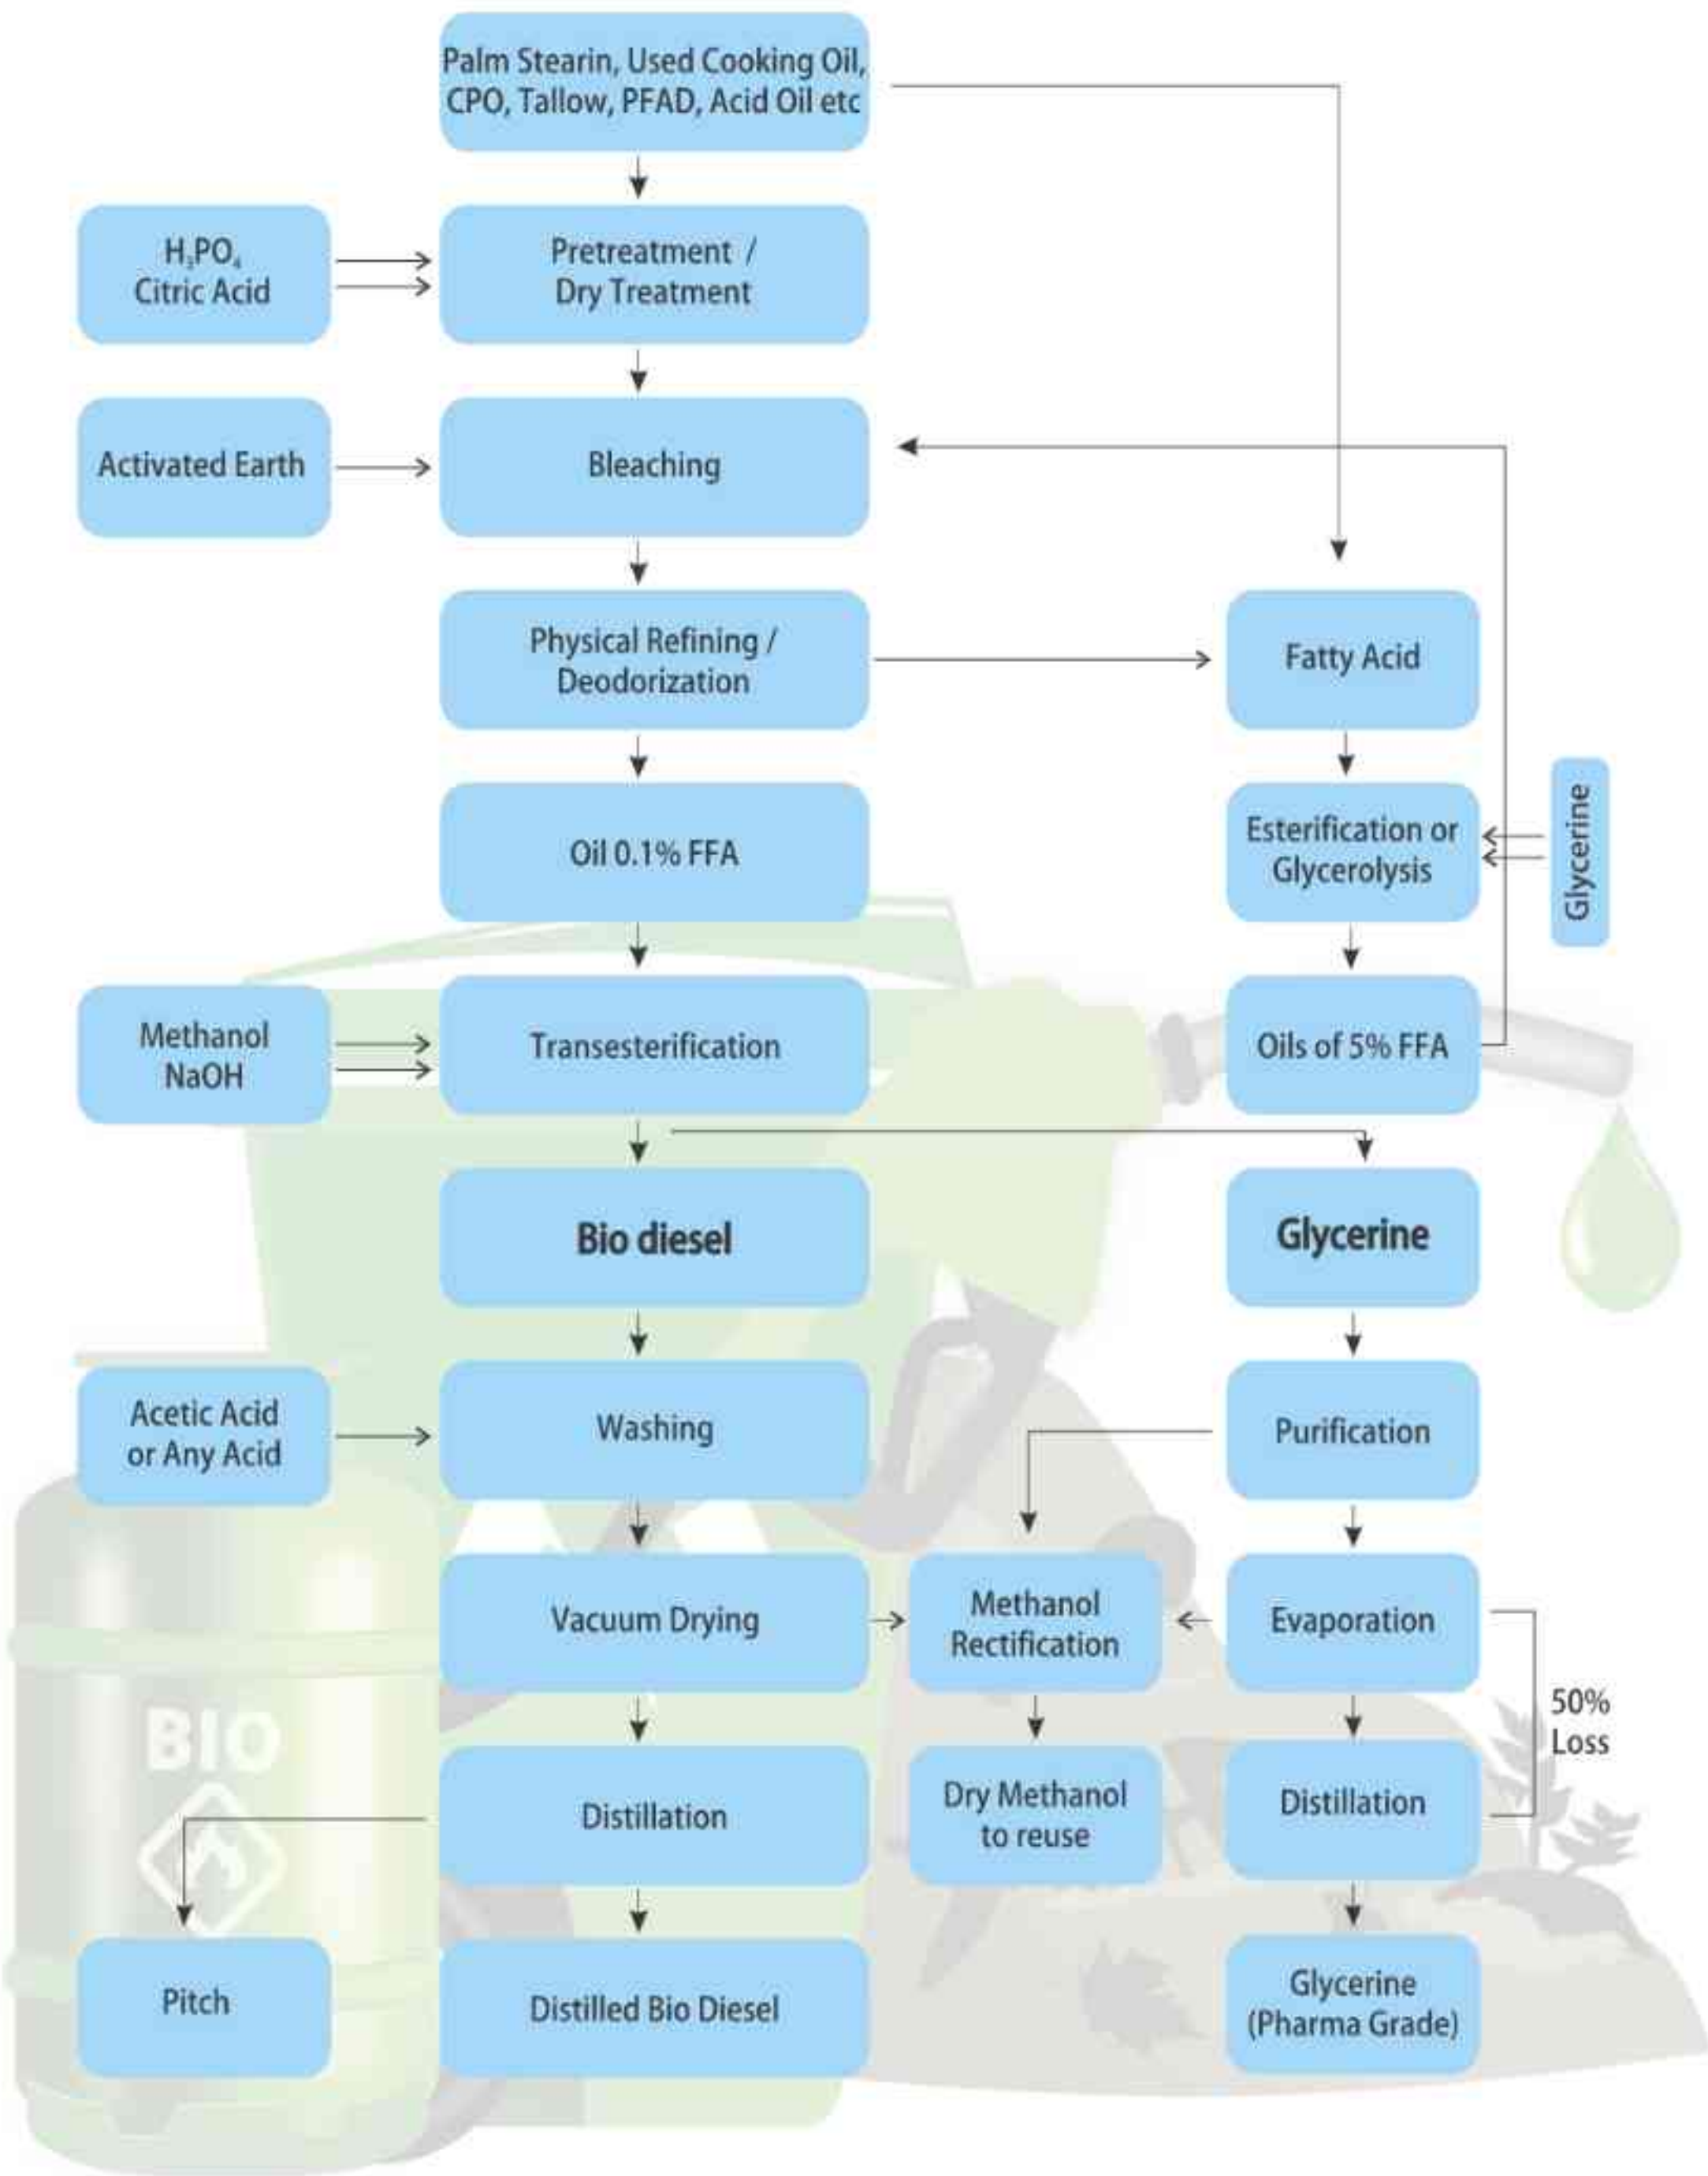 Palm Stearin, Used Cooking Oil,
CPO, Tallow, PFAD, Acid Oil etc
H₃PO₄
Citric Acid
Pretreatment /
Dry Treatment
Activated Earth
Bleaching
Physical Refining /
Deodorization
Fatty Acid
Oil 0.1% FFA
Esterification or
Glycerolysis
Glycerine
Methanol
NaOH
Transesterification
Oils of 5% FFA
Bio diesel
Glycerine
Acetic Acid
or Any Acid
Washing
Purification
Vacuum Drying
Methanol
Rectification
Evaporation
50%
Loss
BIO
Distillation
Dry Methanol
to reuse
Distillation
Pitch
Distilled Bio Diesel
Glycerine
(Pharma Grade)